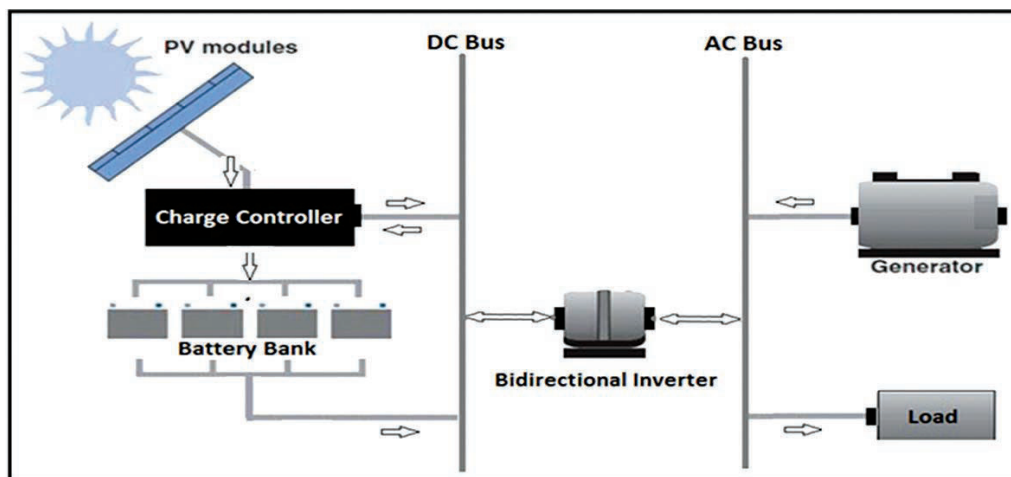 PV modules
DC Bus
AC Bus
Charge Controller
Generator
Battery Bank
Bidirectional Inverter
Load